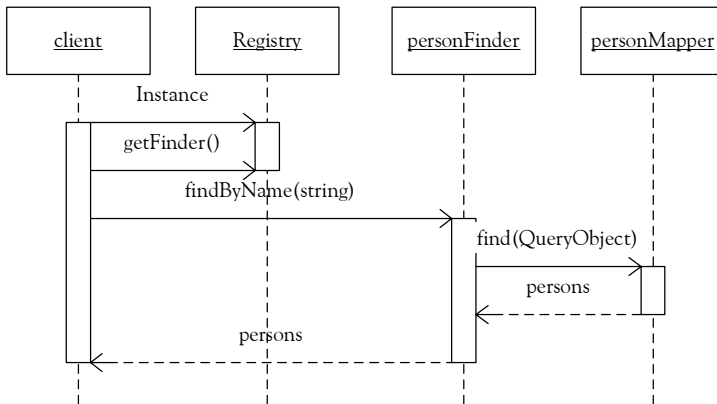 client
Registry
personFinder
personMapper
Instance
getFinder()
findByName(string)
find(QueryObject)
persons
persons